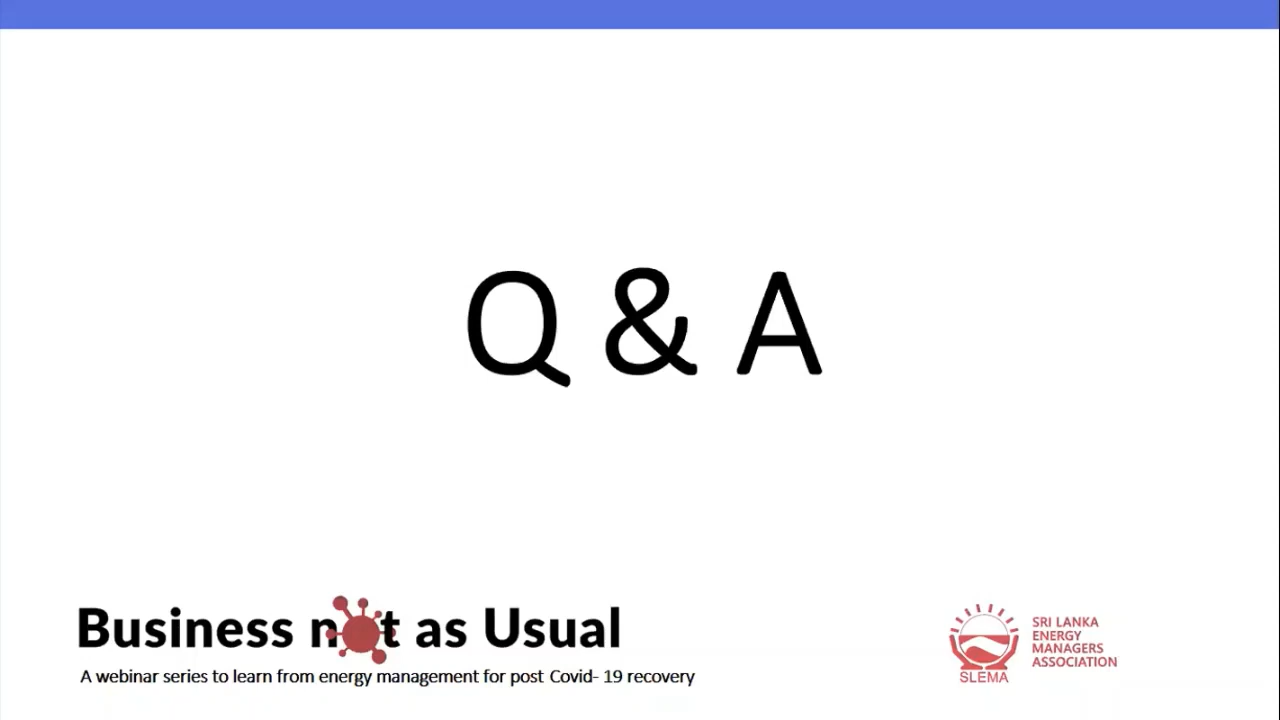 Q & A
Business not as Usual
A webinar series to learn from energy management for post Covid- 19 recovery
SRI LANKA
ENERGY
MANAGERS
ASSOCIATION
SLEMA